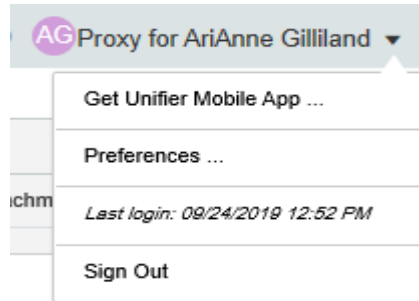 AG Proxy for AriAnne Gilliland
Get Unifier Mobile App ...
Preferences ...
achm
Last login: 09/24/2019 12:52 PM
Sign Out